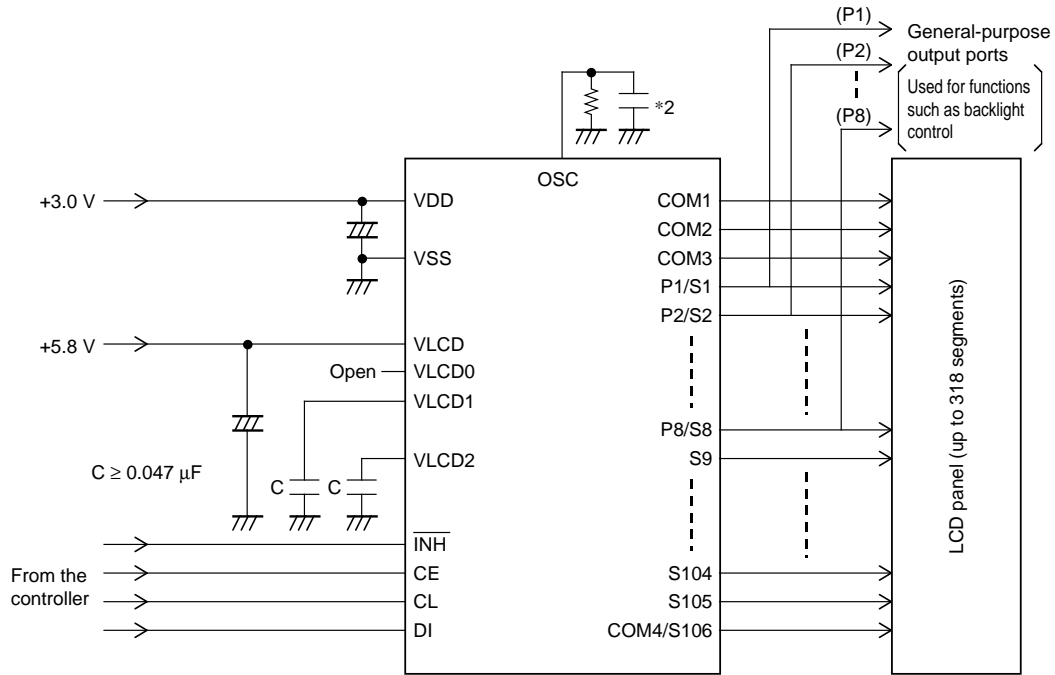 (P1)
General-purpose
output ports
(P2)
Used for functions
such as backlight
control
(P8)
*2
OSC
+3.0 V
VDD
VSS
+5.8 V
VLCD
Open
VLCD0
VLCD1
VLCD2
C ≥ 0.047 μF
C
C
INH
From the
controller
CE
CL
DI
COM1
COM2
COM3
P1/S1
P2/S2
P8/S8
S9
S104
S105
COM4/S106
LCD panel (up to 318 segments)